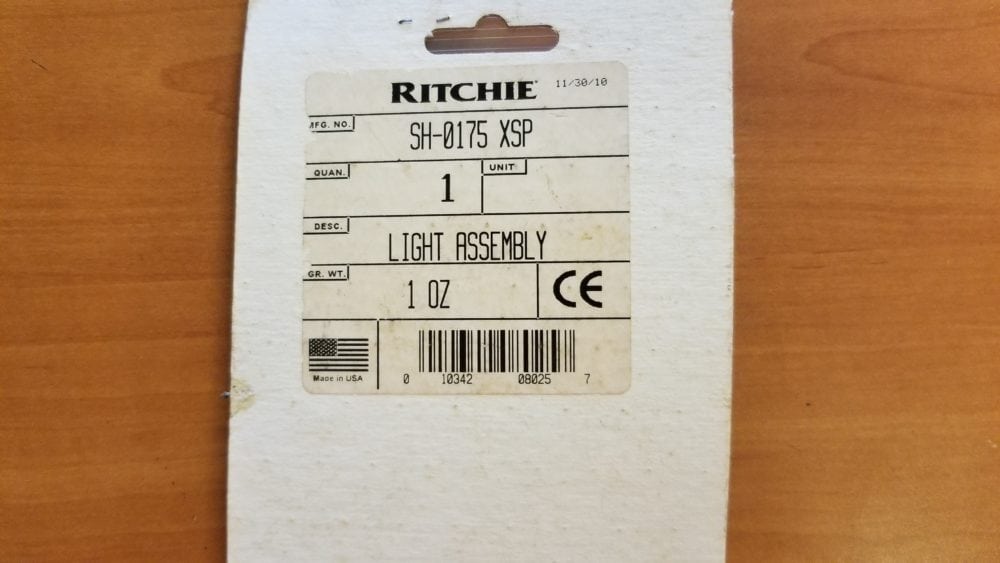 RITCHIE 11/30/10
MFG. NO.
SH-0175 XSP
QUAN.
1
UNIT
DESC.
LIGHT ASSEMBLY
GR. WT.
1 OZ
CE
Made in USA
0 10342 08025 7